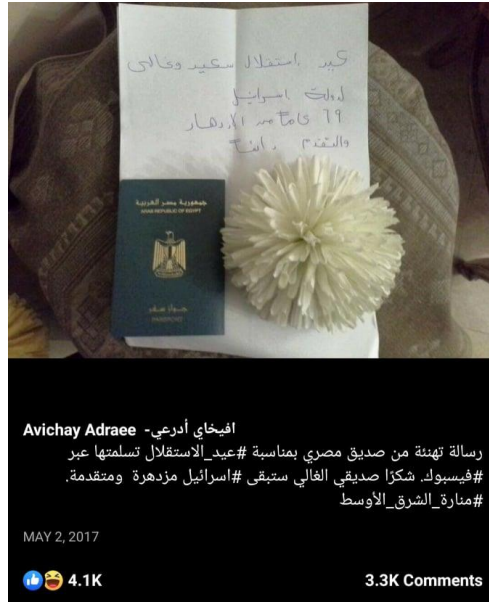 عيد استقلال سعيد وغالى
لدولة اسرائيل
69 عاماً من الازدهار
والتقدم دائما
جمهورية مصر العربية
ARAB REPUBLIC OF EGYPT
جواز سفر
PASSPORT
Avichay Adraee -افيخاي أدرعي
رسالة تهنئة من صديق مصري بمناسبة #عيد_الاستقلال تسلمتها عبر
#فيسبوك. شكرًا صديقي الغالي ستبقى #اسرائيل مزدهرة ومتقدمة.
#منارة_الشرق_الأوسط
MAY 2, 2017
4.1K
3.3K Comments